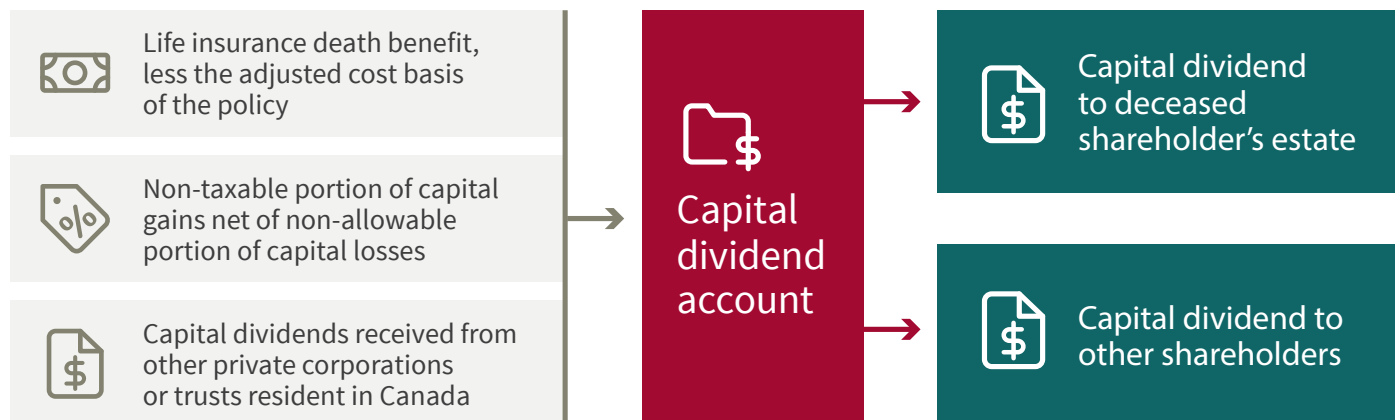 Life insurance death benefit,
less the adjusted cost basis
of the policy
Non-taxable portion of capital
gains net of non-allowable
portion of capital losses
Capital dividends received from
other private corporations
or trusts resident in Canada
Capital
dividend
account
Capital dividend
to deceased
shareholder’s estate
Capital dividend to
other shareholders